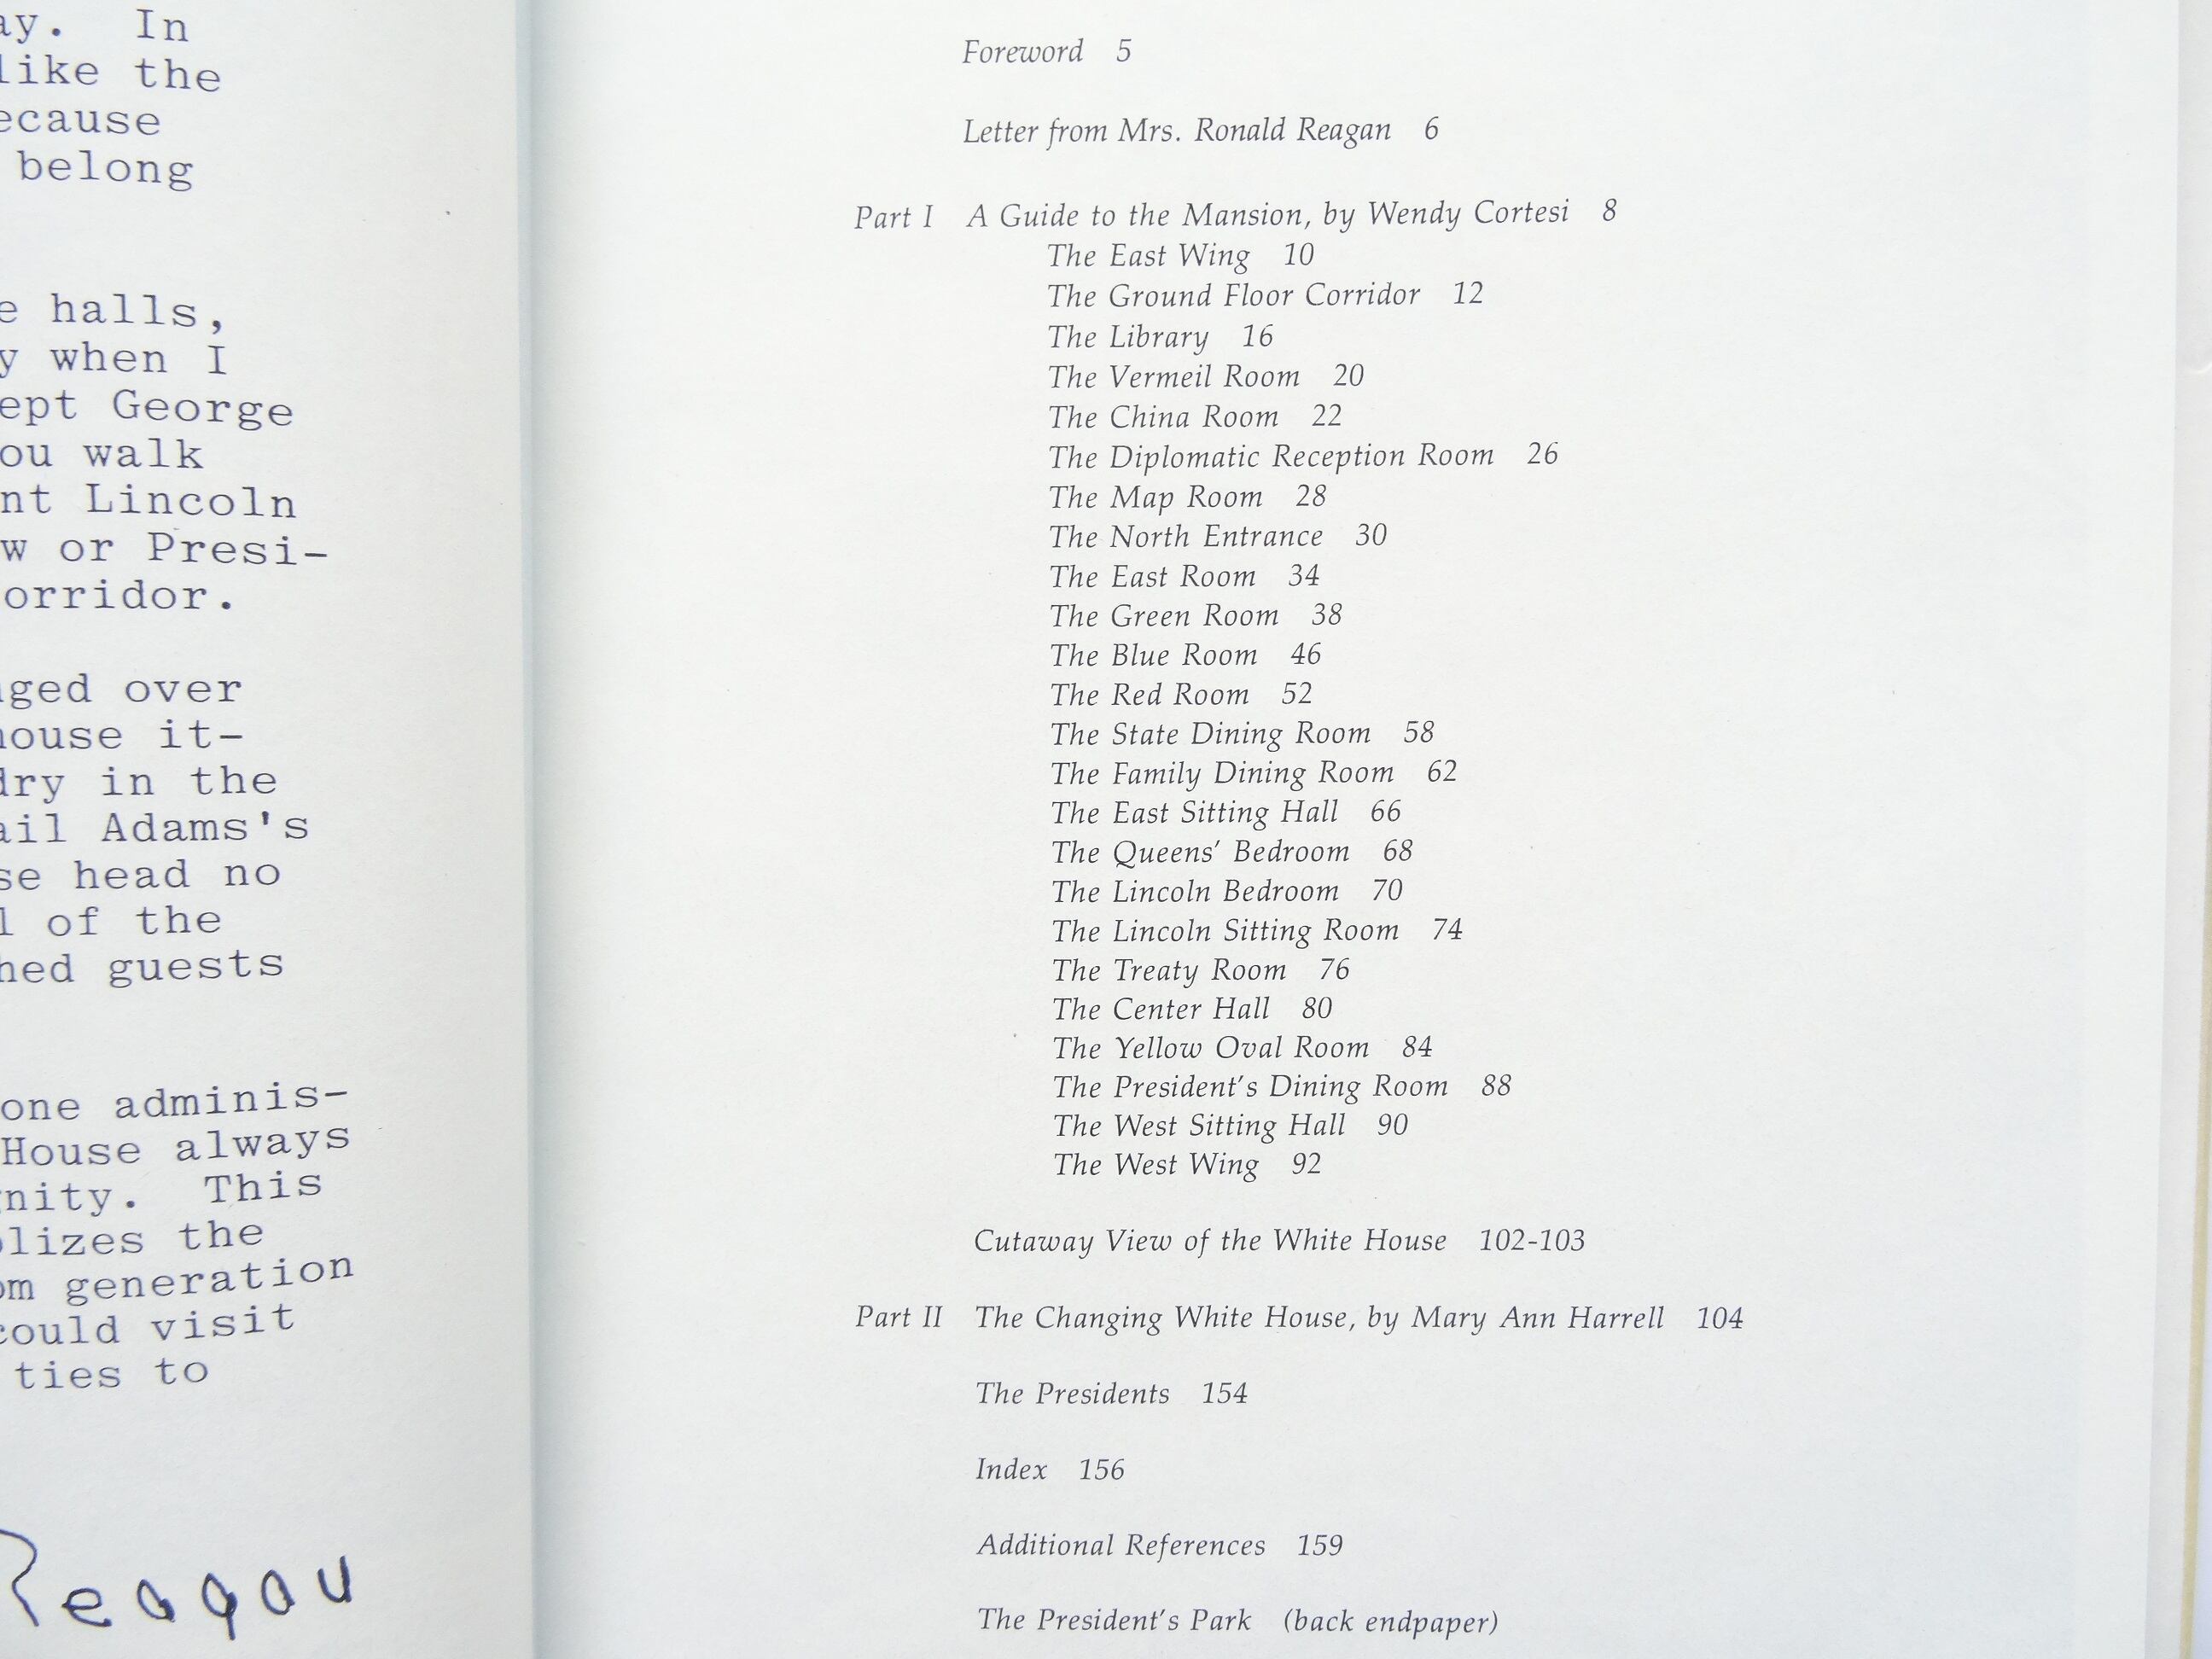 ay. In
like the
ecause
belong
e halls,
y when I
ept George
ou walk
nt Lincoln
w or Presi-
orridor.
ged over
house it-
dry in the
ail Adams's
se head no
l of the
hed guests
one adminis-
House always
nity. This
lizes the
om generation
could visit
ties to
Reagan
Foreword 5
Letter from Mrs. Ronald Reagan 6
Part I A Guide to the Mansion, by Wendy Cortesi 8
The East Wing 10
The Ground Floor Corridor 12
The Library 16
The Vermeil Room 20
The China Room 22
The Diplomatic Reception Room 26
The Map Room 28
The North Entrance 30
The East Room 34
The Green Room 38
The Blue Room 46
The Red Room 52
The State Dining Room 58
The Family Dining Room 62
The East Sitting Hall 66
The Queens' Bedroom 68
The Lincoln Bedroom 70
The Lincoln Sitting Room 74
The Treaty Room 76
The Center Hall 80
The Yellow Oval Room 84
The President's Dining Room 88
The West Sitting Hall 90
The West Wing 92
Cutaway View of the White House 102-103
Part II The Changing White House, by Mary Ann Harrell 104
The Presidents 154
Index 156
Additional References 159
The President's Park (back endpaper)